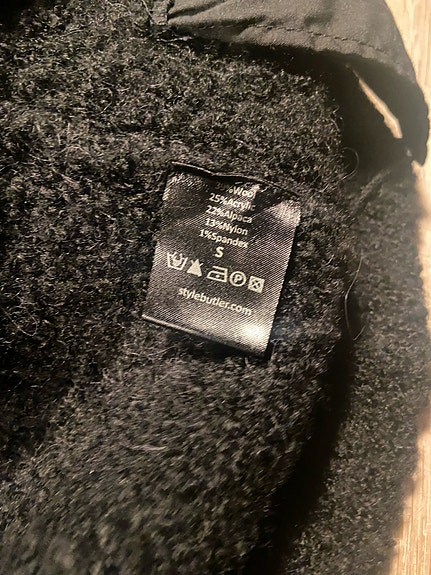 %Wool
25%Acrylic
22%Alpaca
13%Nylon
1%Spandex
S
P
stylebutler.com